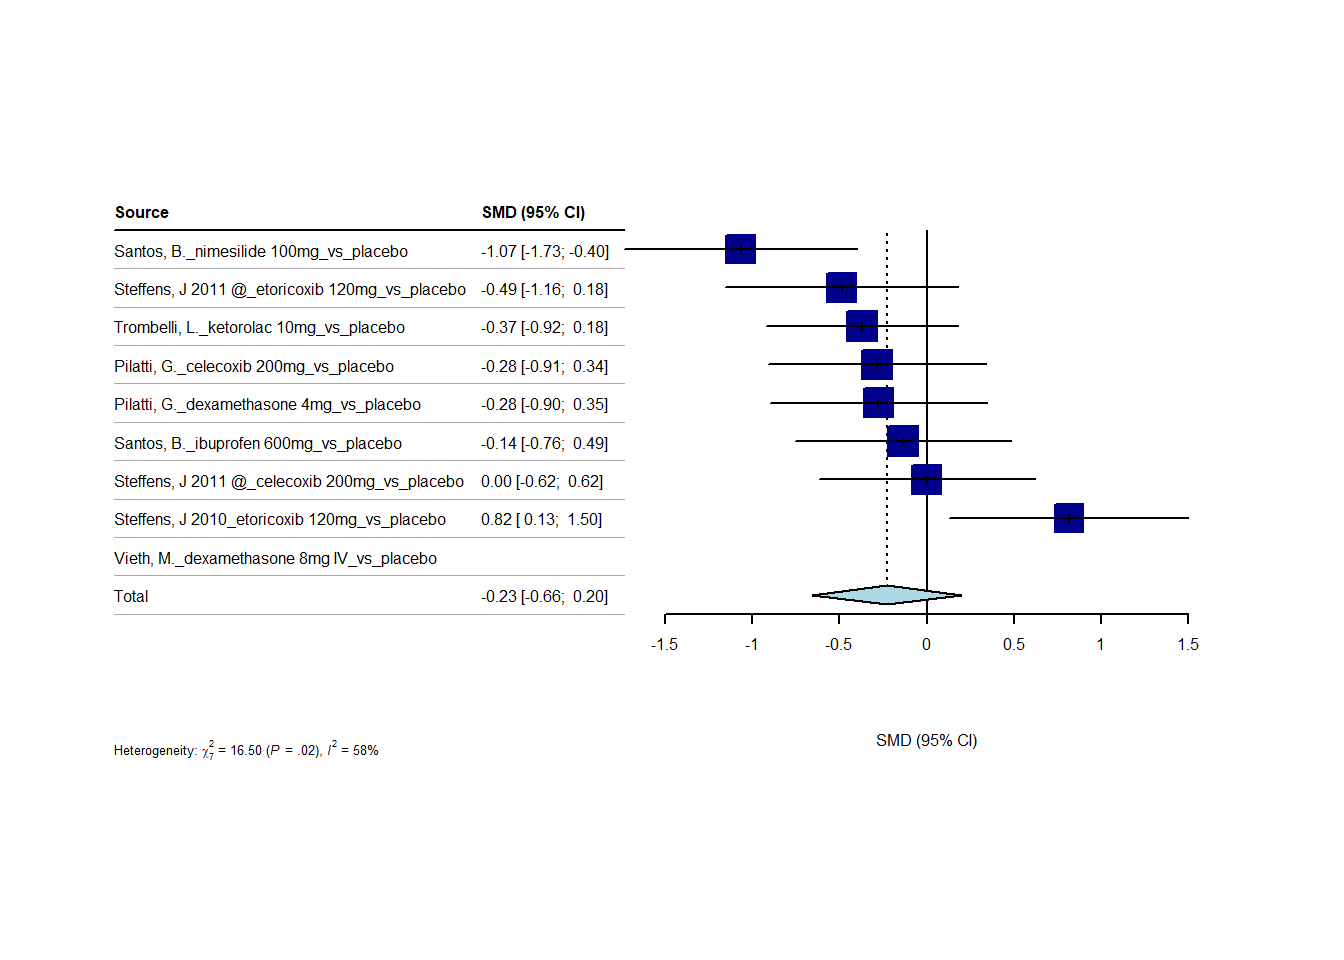 Source SMD (95% CI)
Santos, B._nimesilide 100mg_vs_placebo -1.07 [-1.73; -0.40]
Steffens, J 2011 @_etoricoxib 120mg_vs_placebo -0.49 [-1.16; 0.18]
Trombelli, L._ketorolac 10mg_vs_placebo -0.37 [-0.92; 0.18]
Pilatti, G._celecoxib 200mg_vs_placebo -0.28 [-0.91; 0.34]
Pilatti, G._dexamethasone 4mg_vs_placebo -0.28 [-0.90; 0.35]
Santos, B._ibuprofen 600mg_vs_placebo -0.14 [-0.76; 0.49]
Steffens, J 2011 @_celecoxib 200mg_vs_placebo 0.00 [-0.62; 0.62]
Steffens, J 2010_etoricoxib 120mg_vs_placebo 0.82 [ 0.13; 1.50]
Vieth, M._dexamethasone 8mg IV_vs_placebo
Total -0.23 [-0.66; 0.20]
-1.5 -1 -0.5 0 0.5 1 1.5
SMD (95% CI)
Heterogeneity: χ²₇ = 16.50 (P = .02), I² = 58%